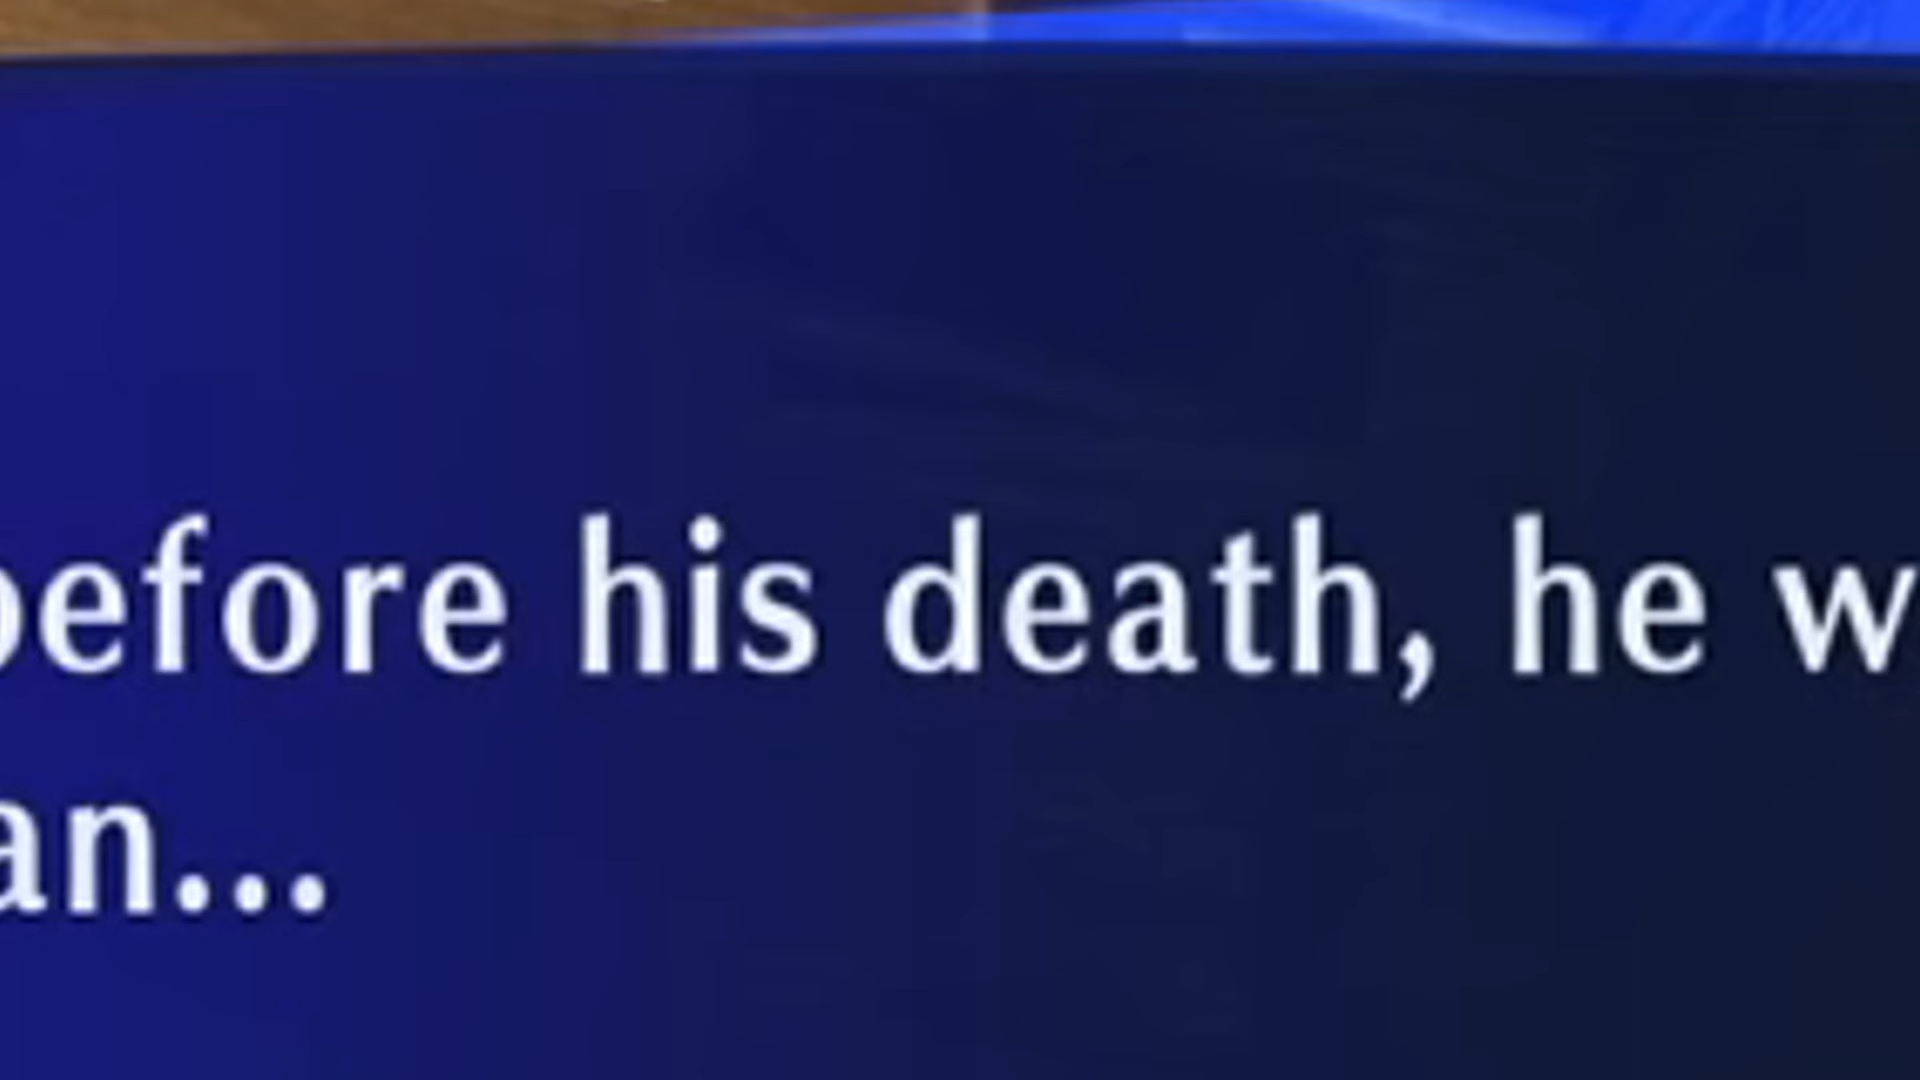 before his death, he w
an...